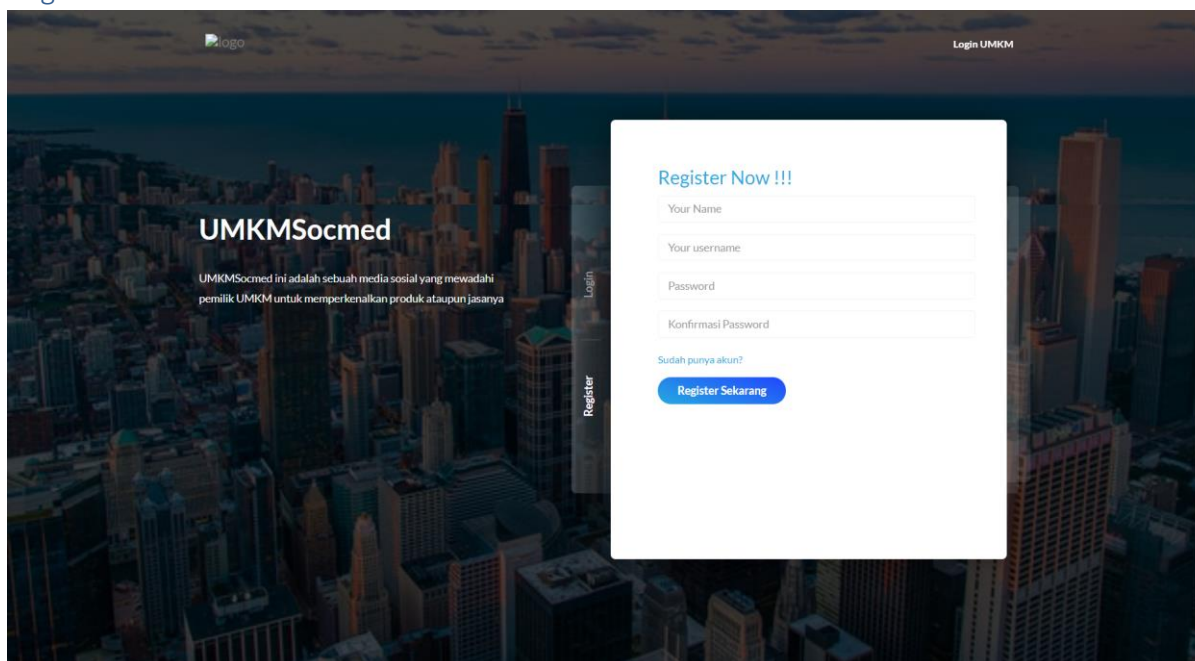 logo
Login UMKM
UMKMSocmed
UMKMSocmed ini adalah sebuah media sosial yang mewadahi
pemilik UMKM untuk memperkenalkan produk ataupun jasanya
Login
Register
Register Now !!!
Your Name
Your username
Password
Konfirmasi Password
Sudah punya akun?
Register Sekarang